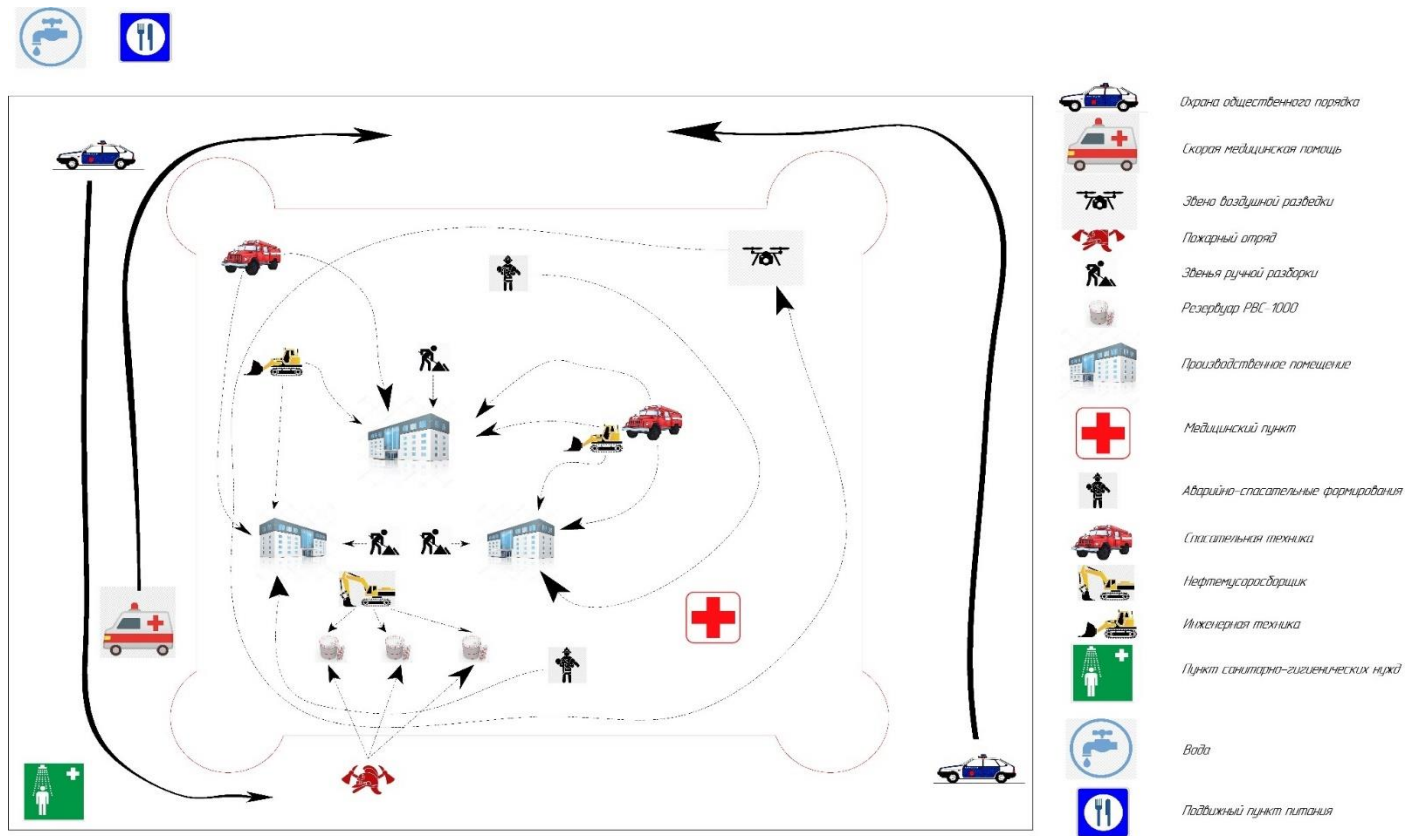 Охрана общественного порядка
Скорая медицинская помощь
Звено воздушной разведки
Пожарный отряд
Звенья ручной разборки
Резервуар РВС-1000
Производственное помещение
Медицинский пункт
Аварийно-спасательные формирования
Спасательная техника
Нефтемусоросборщик
Инженерная техника
Пункт санитарно-гигиенических нужд
Вода
Подвижный пункт питания